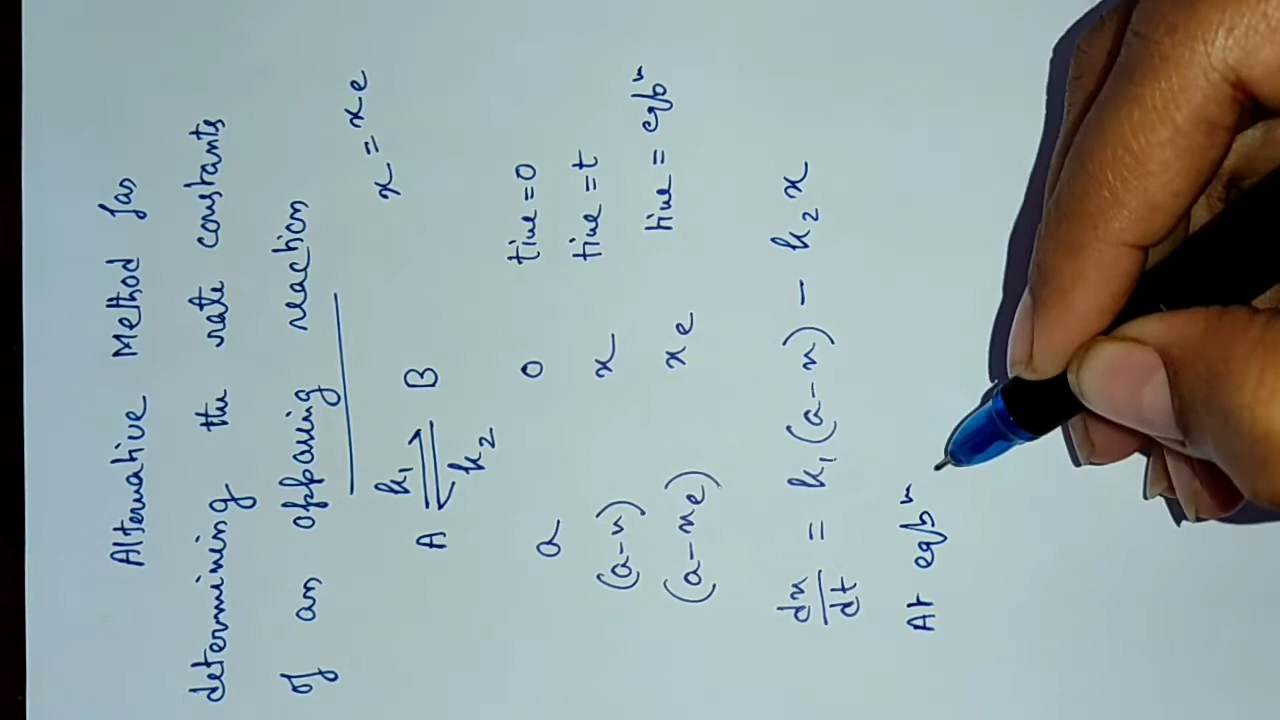 Alternative Method for
determining the rate constants
of an opposing reaction
x = xe
A ⇌ B
k1
k2
a 0 time = 0
(a-x) x time = t
(a-xe) xe time = eqbm
dx/dt = k1(a-x) - k2x
At eqbm